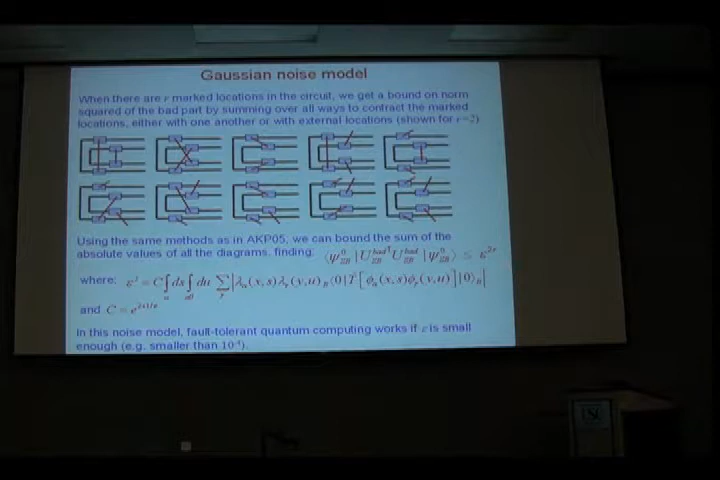 Gaussian noise model
When there are r marked locations in the circuit, we get a bound on norm
squared of the bad part by summing over all ways to contract the marked
locations, either with one another or with external locations (shown for r=2)
Using the same methods as in AKP05, we can bound the sum of the
absolute values of all the diagrams, finding:
where:
and
In this noise model, fault-tolerant quantum computing works if ε is small
enough (e.g. smaller than 10⁻⁴).